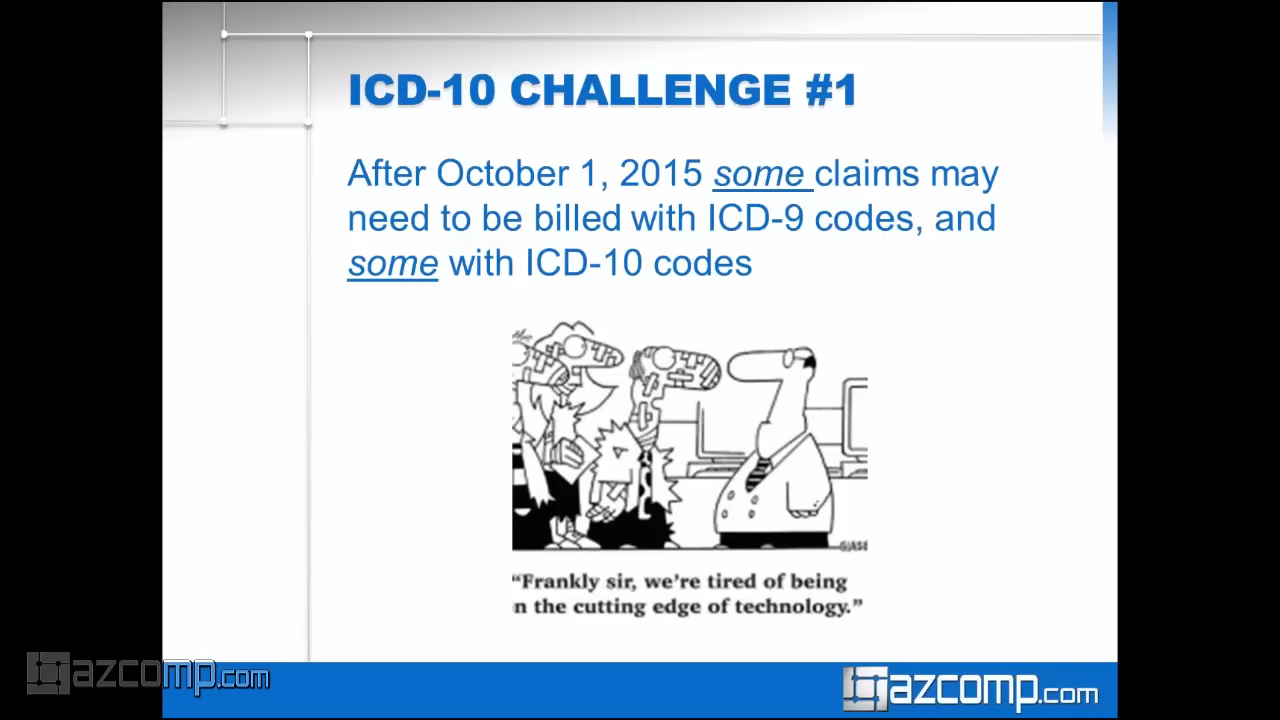 ICD-10 CHALLENGE #1
After October 1, 2015 some claims may
need to be billed with ICD-9 codes, and
some with ICD-10 codes
"Frankly sir, we're tired of being
n the cutting edge of technology."
azcomp.com
azcomp.com